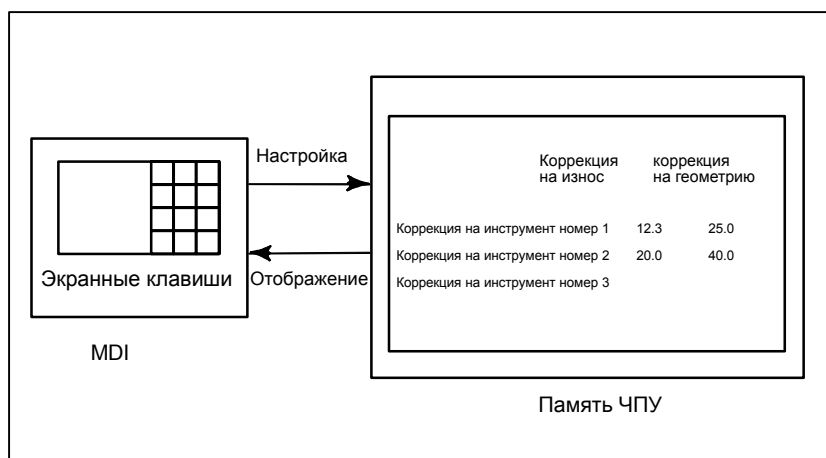 Настройка
Отображение
Экранные клавиши
MDI
Коррекция на износ
коррекция на геометрию
Коррекция на инструмент номер 1 12.3 25.0
Коррекция на инструмент номер 2 20.0 40.0
Коррекция на инструмент номер 3
Память ЧПУ